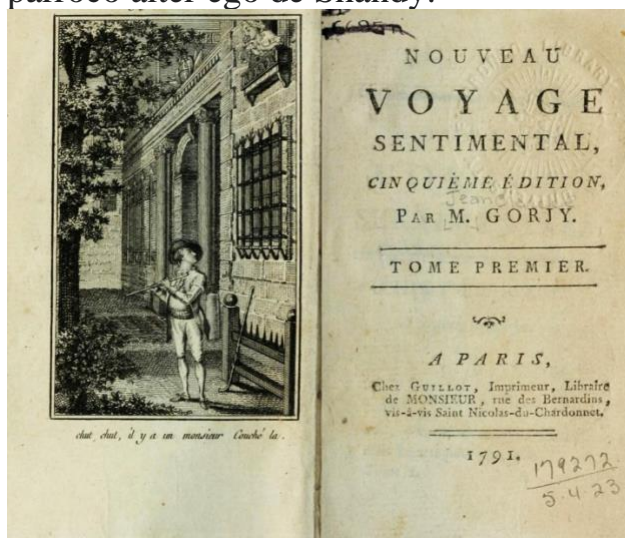 parroco alter ego de Shandy.
chut chut, il y a un monsieur Couché la.
NOUVEAU
VOYAGE
SENTIMENTAL,
CINQUIÈME ÉDITION,
PAR M. GORJY.
TOME PREMIER.
A PARIS,
Chez GUILLOT, Imprimeur, Libraire
de MONSIEUR, rue des Bernardins,
vis-à-vis Saint Nicolas-du-Chardonnet.
1791.
179272
5.4.23